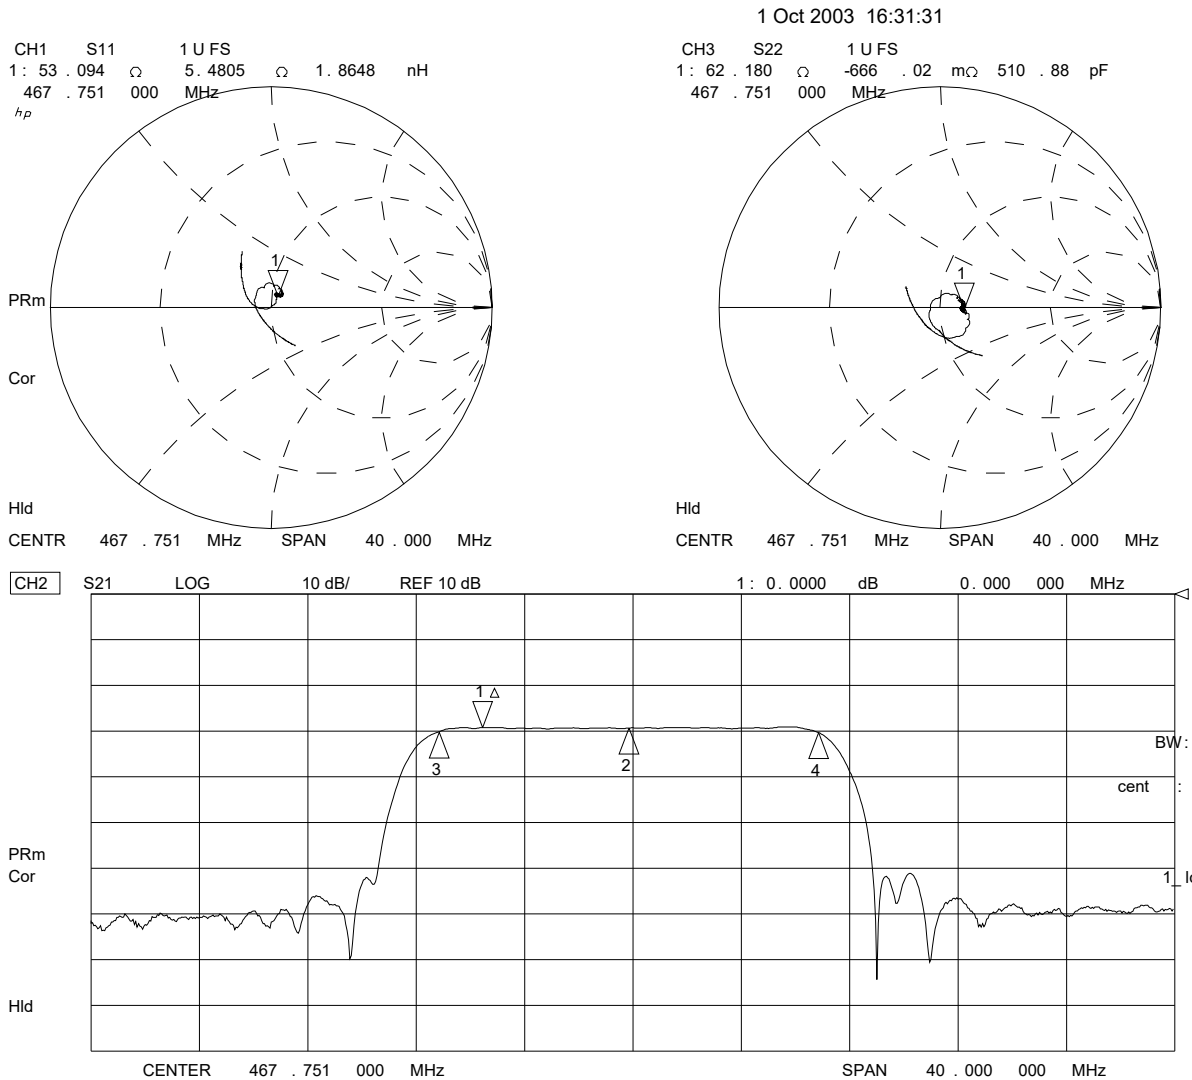 1 Oct 2003 16:31:31
CH1 S11 1 U FS
1 : 53 . 094 Ω 5 . 4805 Ω 1 . 8648 nH
467 . 751 000 MHz
hp
PRm
Cor
Hld
CENTR 467 . 751 MHz SPAN 40 . 000 MHz
CH3 S22 1 U FS
1 : 62 . 180 Ω -666 . 02 mΩ 510 . 88 pF
467 . 751 000 MHz
Hld
CENTR 467 . 751 MHz SPAN 40 . 000 MHz
1
1
CH2 S21 LOG 10 dB/ REF 10 dB 1 : 0 . 0000 dB 0 . 000 000 MHz
1 Δ
3
2
4
BW :
cent :
PRm
Cor
1_
Hld
CENTER 467 . 751 000 MHz SPAN 40 . 000 000 MHz